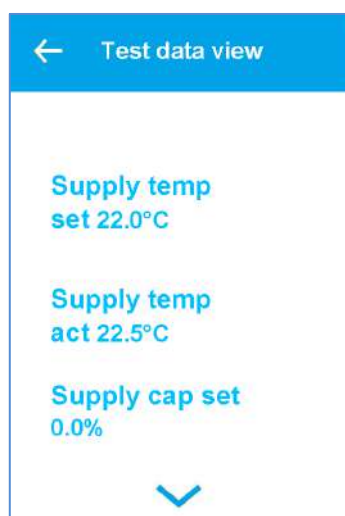 Test data view
Supply temp
set 22.0°C
Supply temp
act 22.5°C
Supply cap set
0.0%